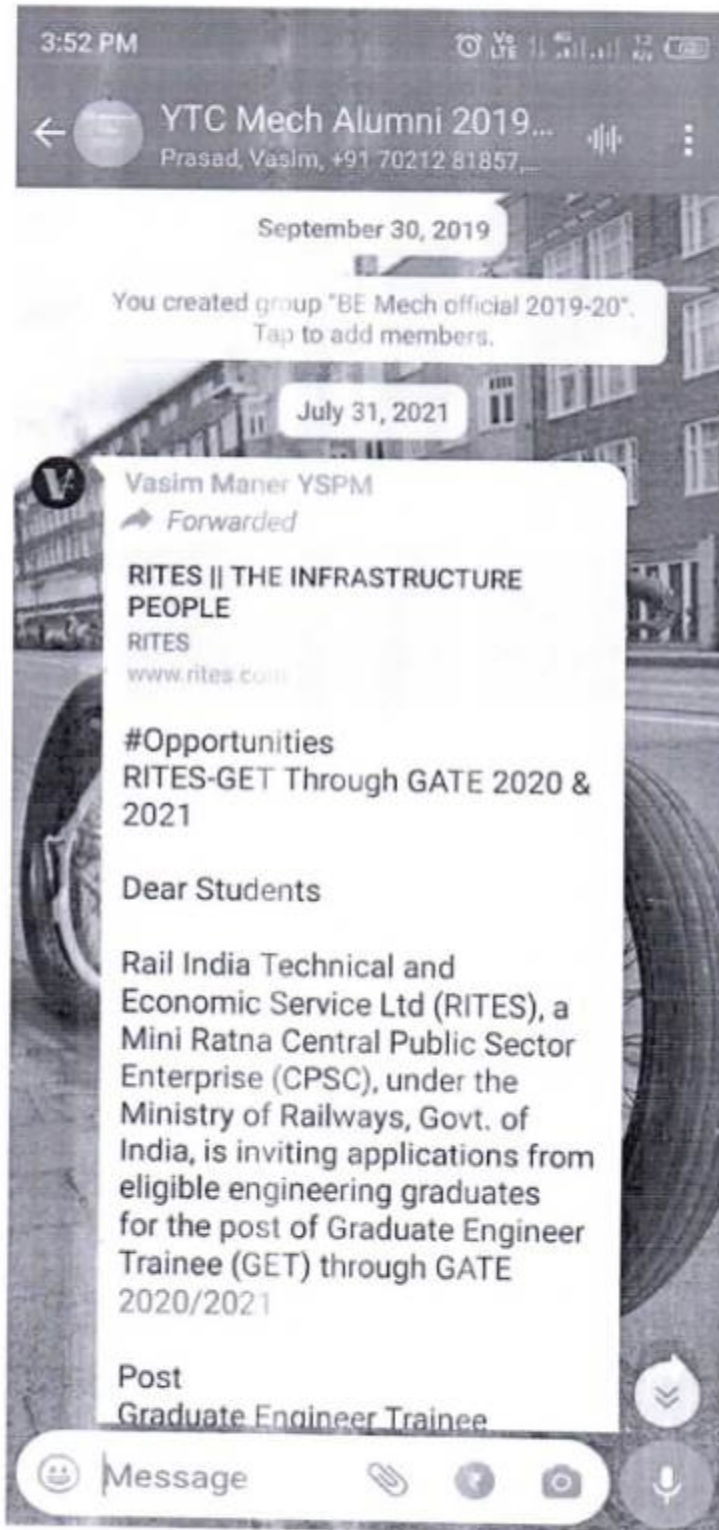 3:52 PM
Vo
LTE
4G
YTC Mech Alumni 2019...
Prasad, Vasim, +91 70212 81857,...
September 30, 2019
You created group "BE Mech official 2019-20".
Tap to add members.
July 31, 2021
Vasim Maner YSPM
Forwarded
RITES || THE INFRASTRUCTURE
PEOPLE
RITES
www.rites.com
#Opportunities
RITES-GET Through GATE 2020 &
2021
Dear Students
Rail India Technical and
Economic Service Ltd (RITES), a
Mini Ratna Central Public Sector
Enterprise (CPSC), under the
Ministry of Railways, Govt. of
India, is inviting applications from
eligible engineering graduates
for the post of Graduate Engineer
Trainee (GET) through GATE
2020/2021
Post
Graduate Engineer Trainee
Message